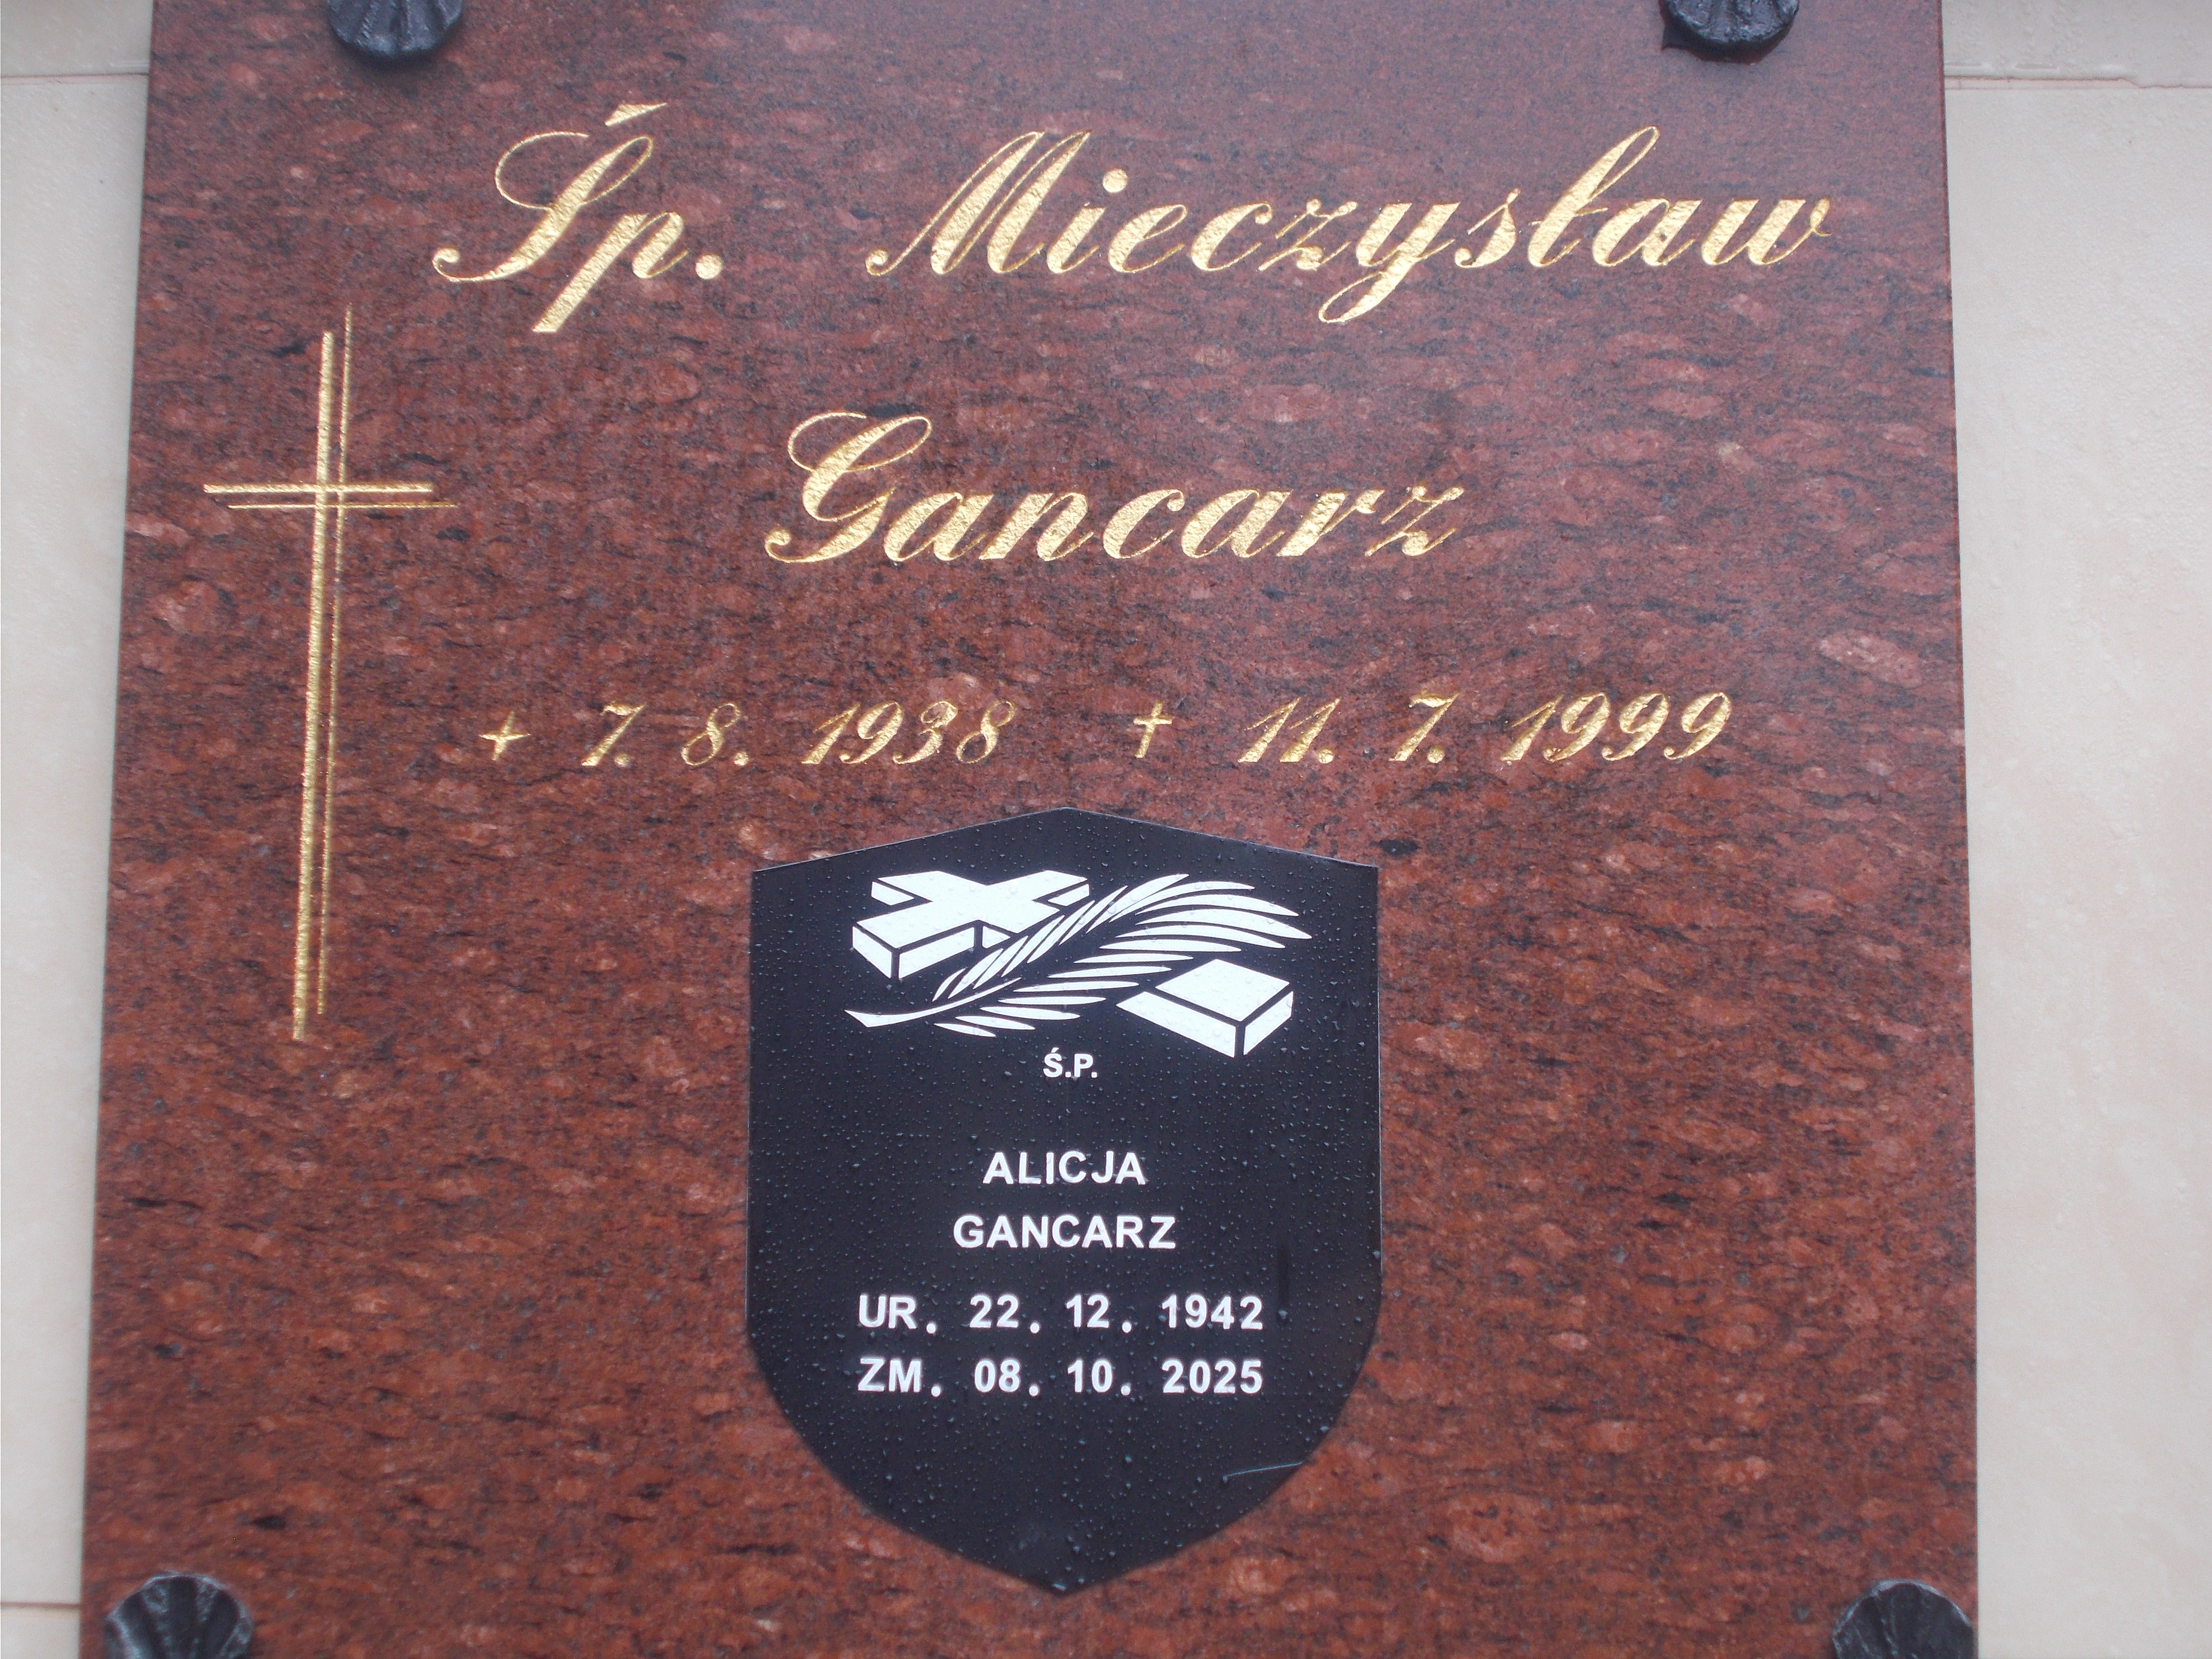 Śp. Mieczysław
Gancarz
+ 7. 8. 1938 † 11. 7. 1999
Ś.P.
ALICJA
GANCARZ
UR. 22. 12. 1942
ZM. 08. 10. 2025